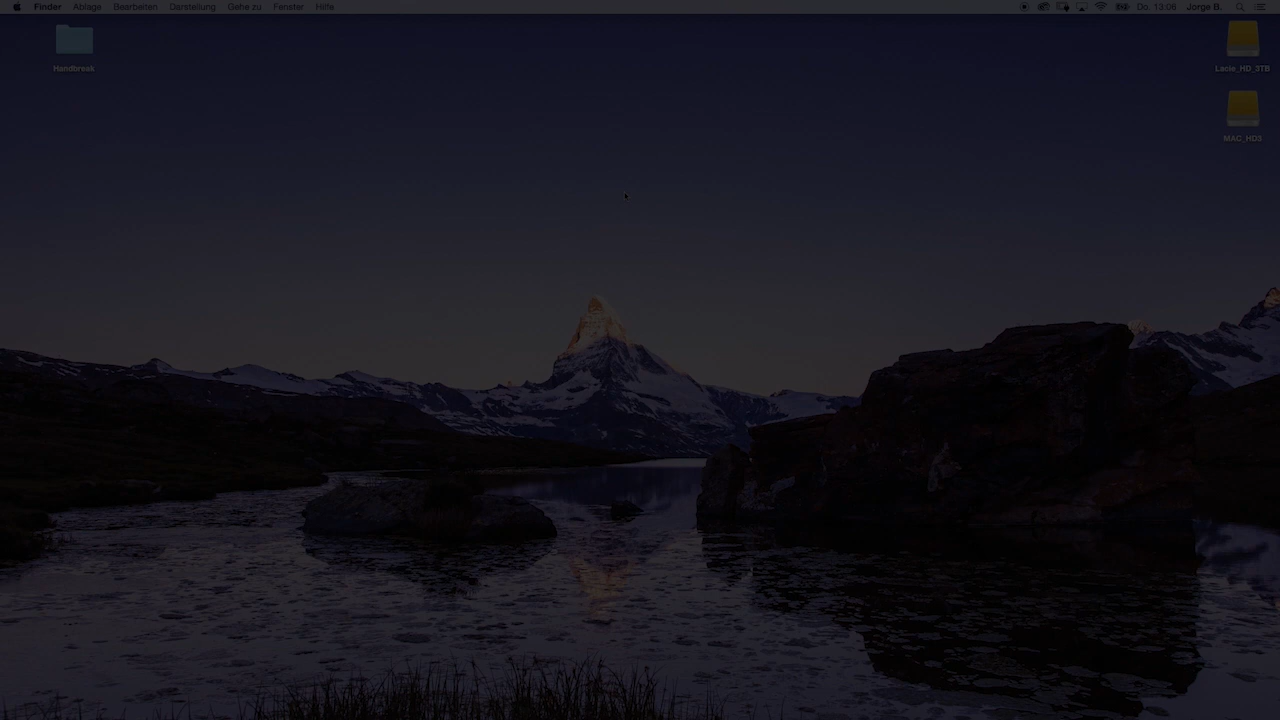 Finder Ablage Bearbeiten Darstellung Gehe zu Fenster Hilfe Do. 13:06 Jorge B.
Handbreak
Lacie_HD_3TB
MAC_HD3